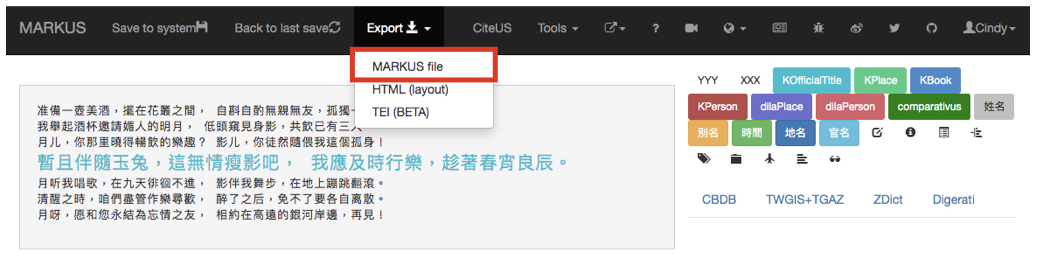 MARKUS Save to system Back to last save Export CiteUS Tools ? Cindy
MARKUS file
HTML (layout)
TEI (BETA)
准備一壺美酒，擺在花叢之間， 自斟自酌無親無友，孤獨一
我舉起酒杯邀請媚人的明月， 低頭窺見身影，共飲已有三人
月儿，你那里曉得暢飲的樂趣？ 影儿，你徒然隨偎我這個孤身！
暫且伴隨玉兔，這無情瘦影吧， 我應及時行樂，趁著春宵良辰。
月听我唱歌，在九天徘徊不進， 影伴我舞步，在地上蹦跳翻滾。
清醒之時，咱們盡管作樂尋歡， 醉了之后，免不了要各自离散。
月呀，愿和您永結為忘情之友， 相約在高遠的銀河岸邊，再見！
YYY XXX KOfficialTitle KPlace KBook
KPerson dilaPlace dilaPerson comparativus 姓名
別名 時間 地名 官名
CBDB TWGIS+TGAZ ZDict Digerati